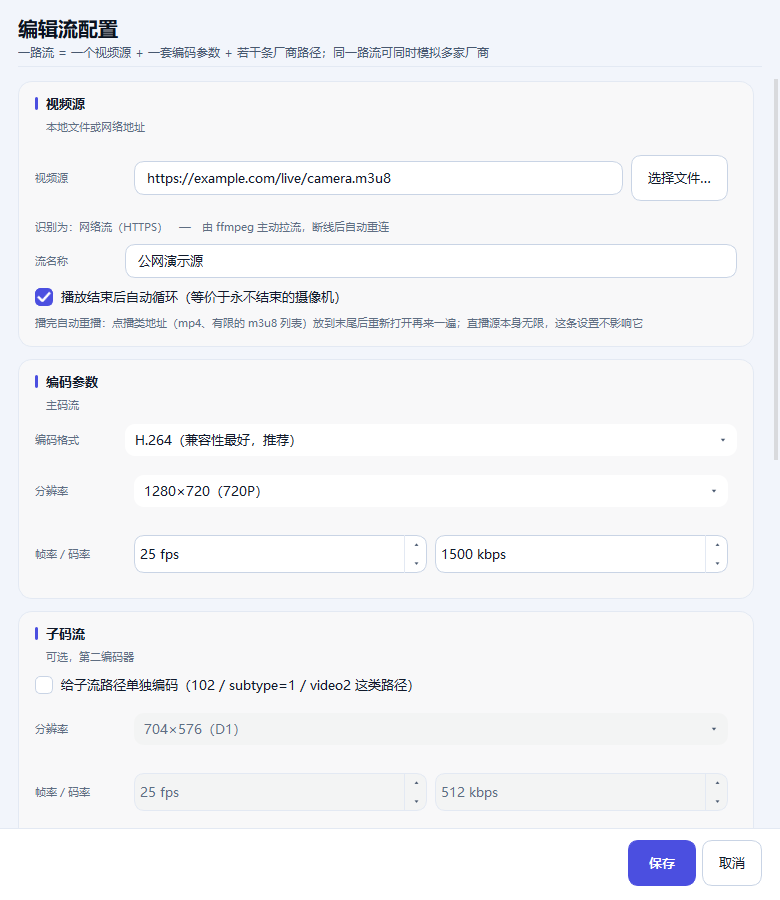 编辑流配置
一路流 = 一个视频源 + 一套编码参数 + 若干条厂商路径；同一路流可同时模拟多家厂商
视频源
本地文件或网络地址
视频源
https://example.com/live/camera.m3u8
选择文件...
识别为：网络流（HTTPS） — 由 ffmpeg 主动拉流，断线后自动重连
流名称
公网演示源
播放结束后自动循环（等价于永不结束的摄像机）
播完自动重播：点播类地址（mp4、有限的 m3u8 列表）放到末尾后重新打开再来一遍；直播源本身无限，这条设置不影响它
编码参数
主码流
编码格式
H.264（兼容性最好，推荐）
分辨率
1280×720（720P）
帧率 / 码率
25 fps
1500 kbps
子码流
可选，第二编码器
给子流路径单独编码（102 / subtype=1 / video2 这类路径）
分辨率
704×576（D1）
帧率 / 码率
25 fps
512 kbps
保存
取消